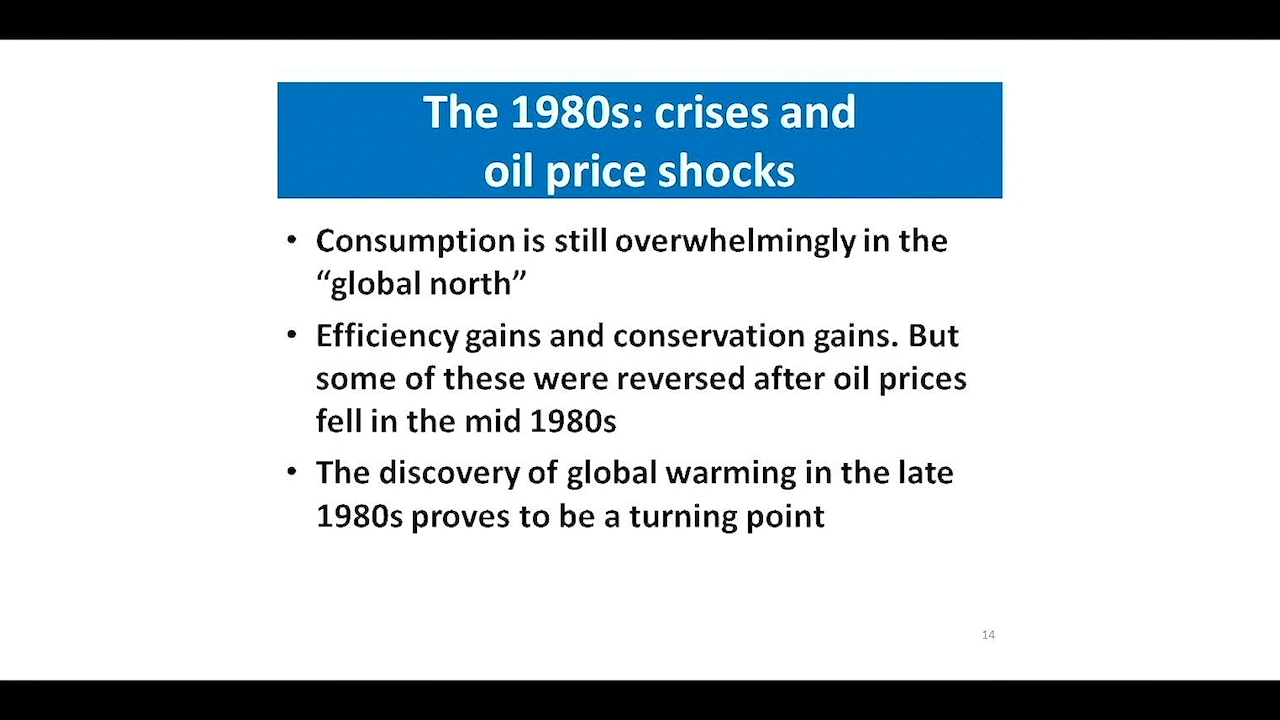 The 1980s: crises and
oil price shocks
• Consumption is still overwhelmingly in the
“global north”
• Efficiency gains and conservation gains. But
some of these were reversed after oil prices
fell in the mid 1980s
• The discovery of global warming in the late
1980s proves to be a turning point
14